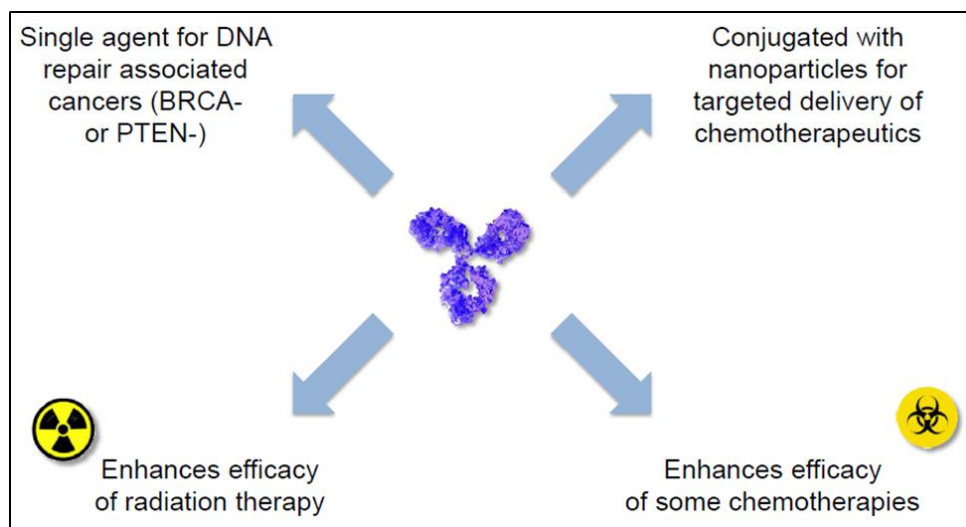 Single agent for DNA
repair associated
cancers (BRCA-
or PTEN-)
Conjugated with
nanoparticles for
targeted delivery of
chemotherapeutics
Enhances efficacy
of radiation therapy
Enhances efficacy
of some chemotherapies